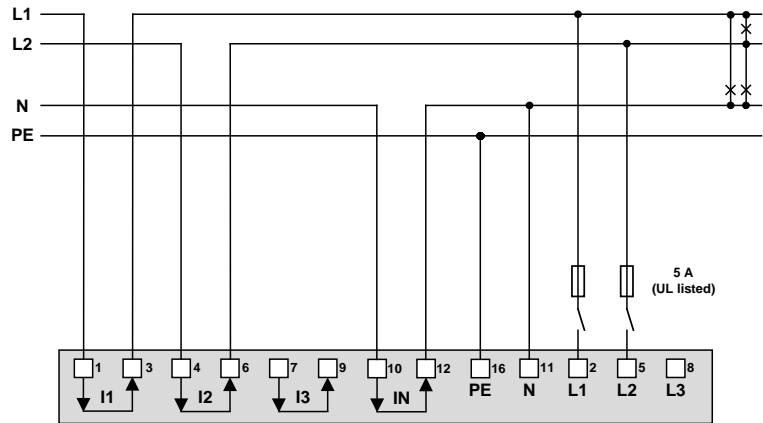 L1
L2
N
PE
5 A
(UL listed)
1 3 4 6 7 9 10 12 16 11 2 5 8
I1 I2 I3 IN PE N L1 L2 L3